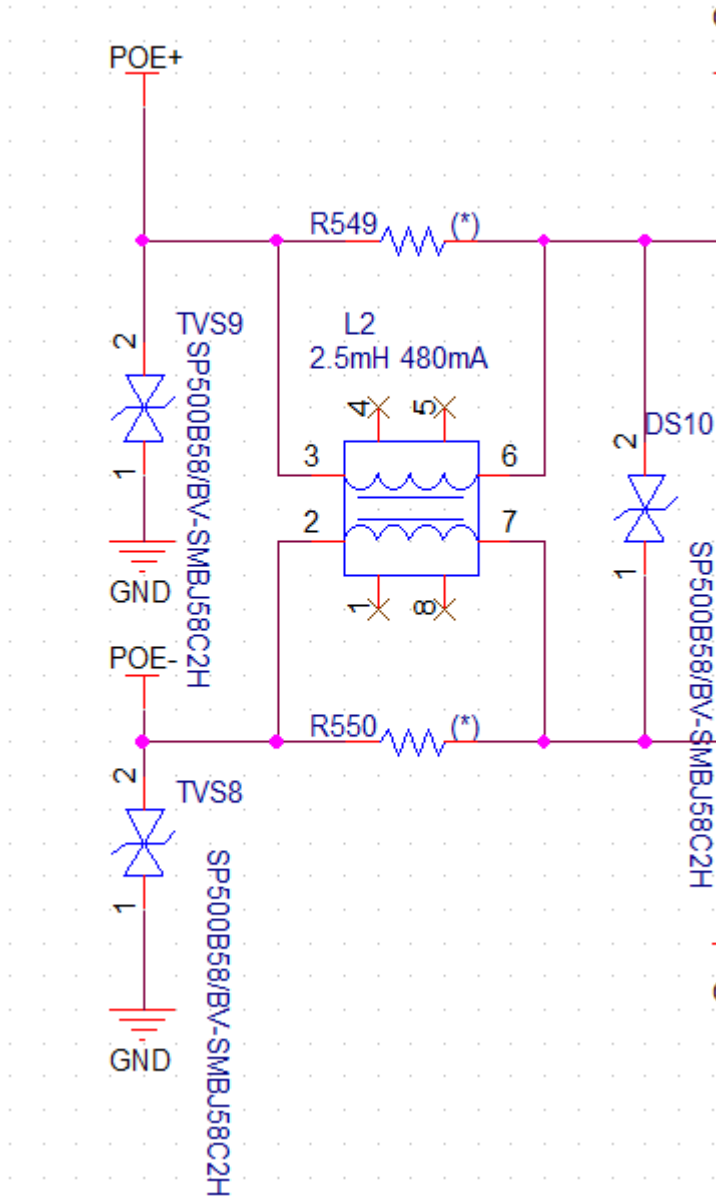 POE+
R549
(*)
L2
2.5mH 480mA
TVS9
SP500B58/BV-SMBJ58C2H
2
1
GND
4
5
3
6
2
7
1
8
DS10
2
1
SP500B58/BV-SMBJ58C2H
POE-
R550
(*)
2
TVS8
1
SP500B58/BV-SMBJ58C2H
GND